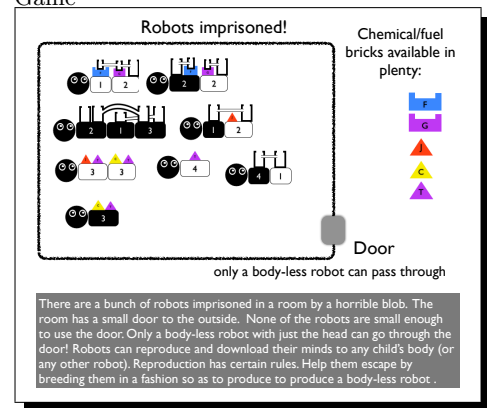 Game
Robots imprisoned!
Chemical/fuel
bricks available in
plenty:
1 2
2 2
2 1 3
1 2
3 3
4
4 1
3
F
G
J
C
T
Door
only a body-less robot can pass through
There are a bunch of robots imprisoned in a room by a horrible blob. The
room has a small door to the outside. None of the robots are small enough
to use the door. Only a body-less robot with just the head can go through the
door! Robots can reproduce and download their minds to any child's body (or
any other robot). Reproduction has certain rules. Help them escape by
breeding them in a fashion so as to produce to produce a body-less robot .